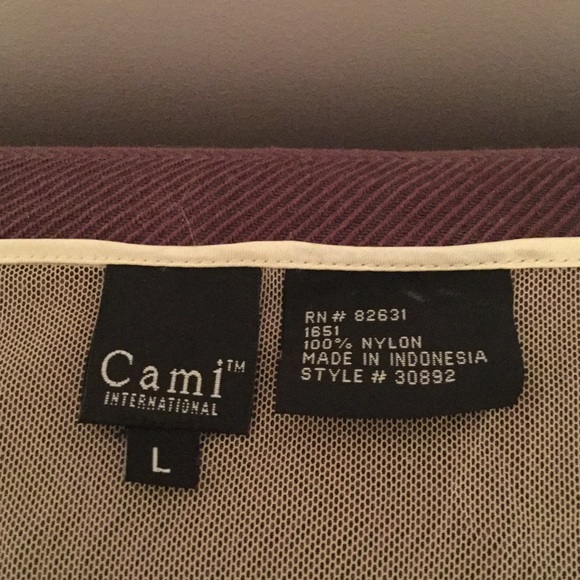 Cami™
INTERNATIONAL
L
RN# 82631
1651
100% NYLON
MADE IN INDONESIA
STYLE # 30892